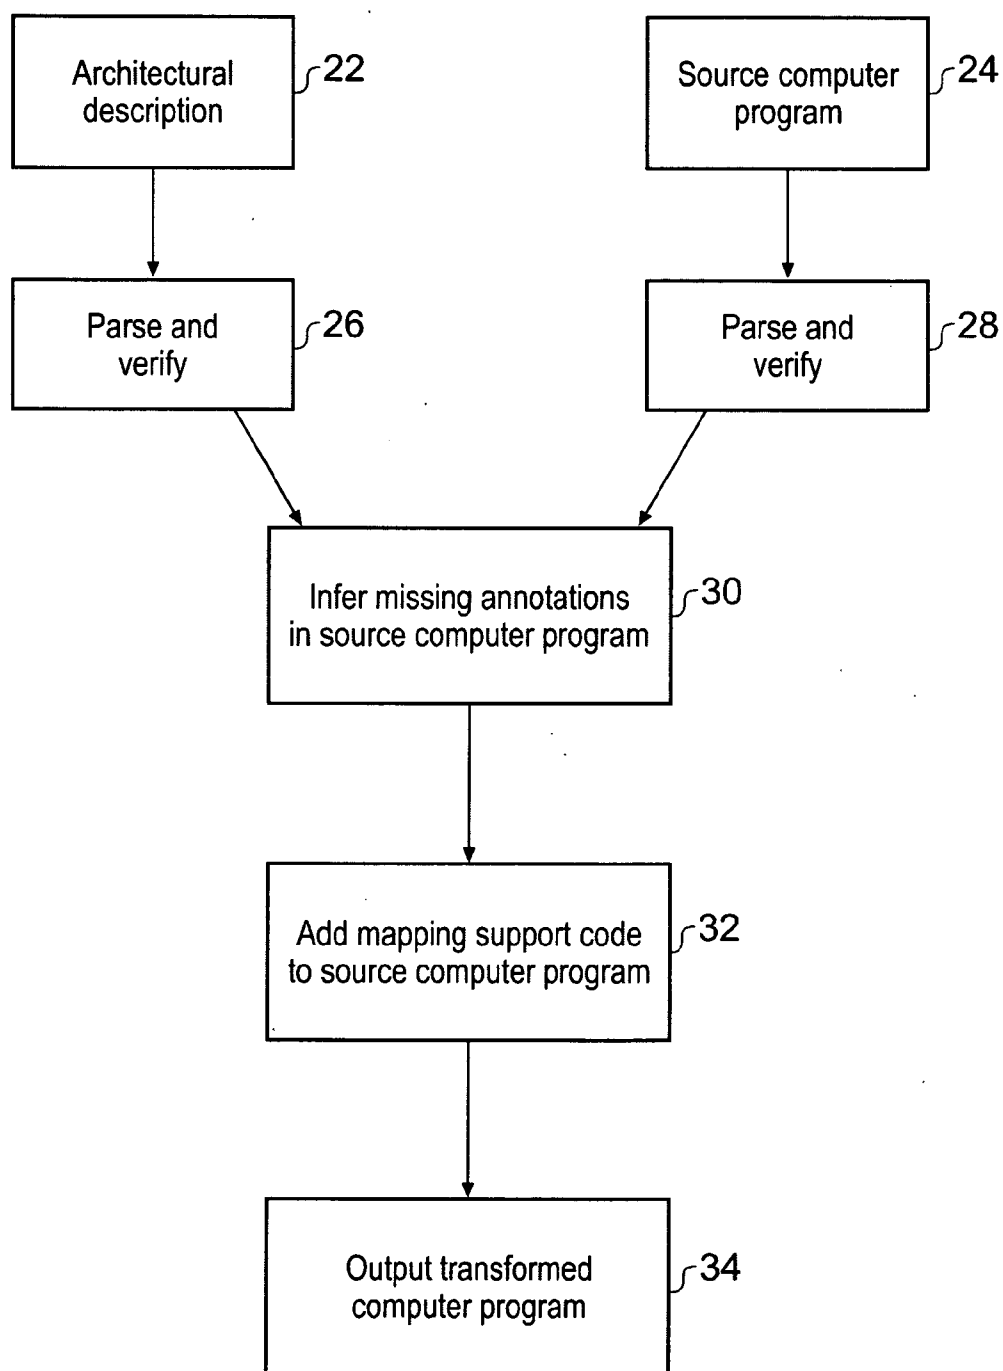 Architectural
description
22
Source computer
program
24
Parse and
verify
26
Parse and
verify
28
Infer missing annotations
in source computer program
30
Add mapping support code
to source computer program
32
Output transformed
computer program
34